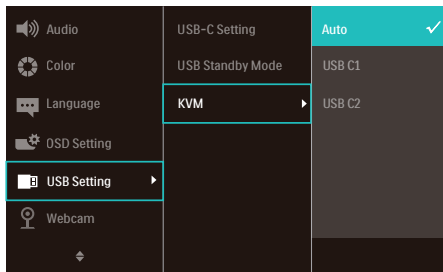 Audio
Color
Language
OSD Setting
USB Setting
Webcam
USB-C Setting
USB Standby Mode
KVM
Auto
USB C1
USB C2